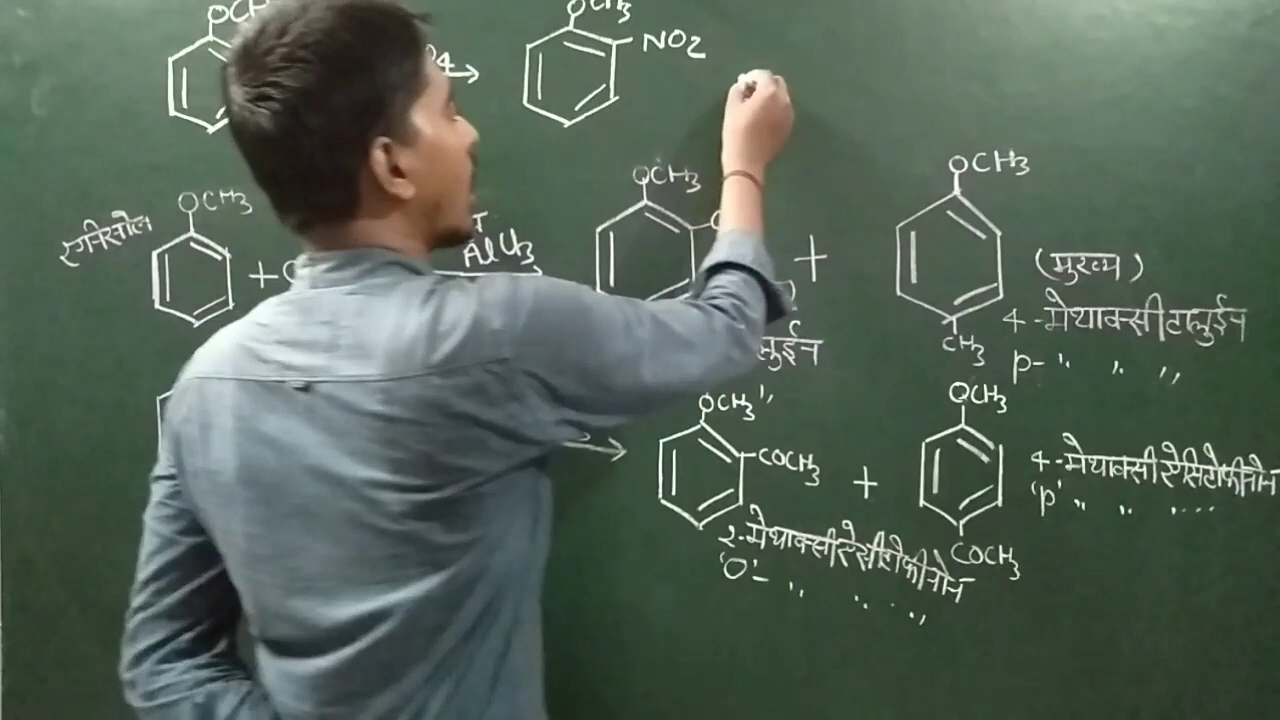 OCH3
NO2
OCH3
एनिसोल
OCH3
+
AlCl3
OCH3
+
OCH3
(मुख्य)
CH3
4-मेथाक्सीटालुईन
p- " " "
OCH3
COCH3
+
OCH3
COCH3
4-मेथाक्सीऐसिटोफीनोन
'p' " " ....
2-मेथाक्सीऐसीटोफीनोन
'O'- " " "